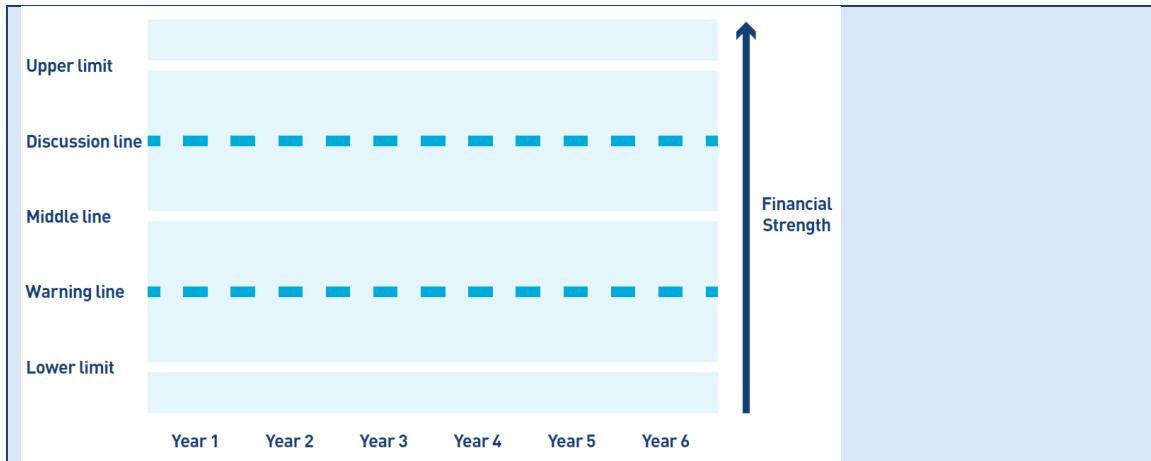 Upper limit
Discussion line
Middle line
Warning line
Lower limit
Financial
Strength
Year 1 Year 2 Year 3 Year 4 Year 5 Year 6